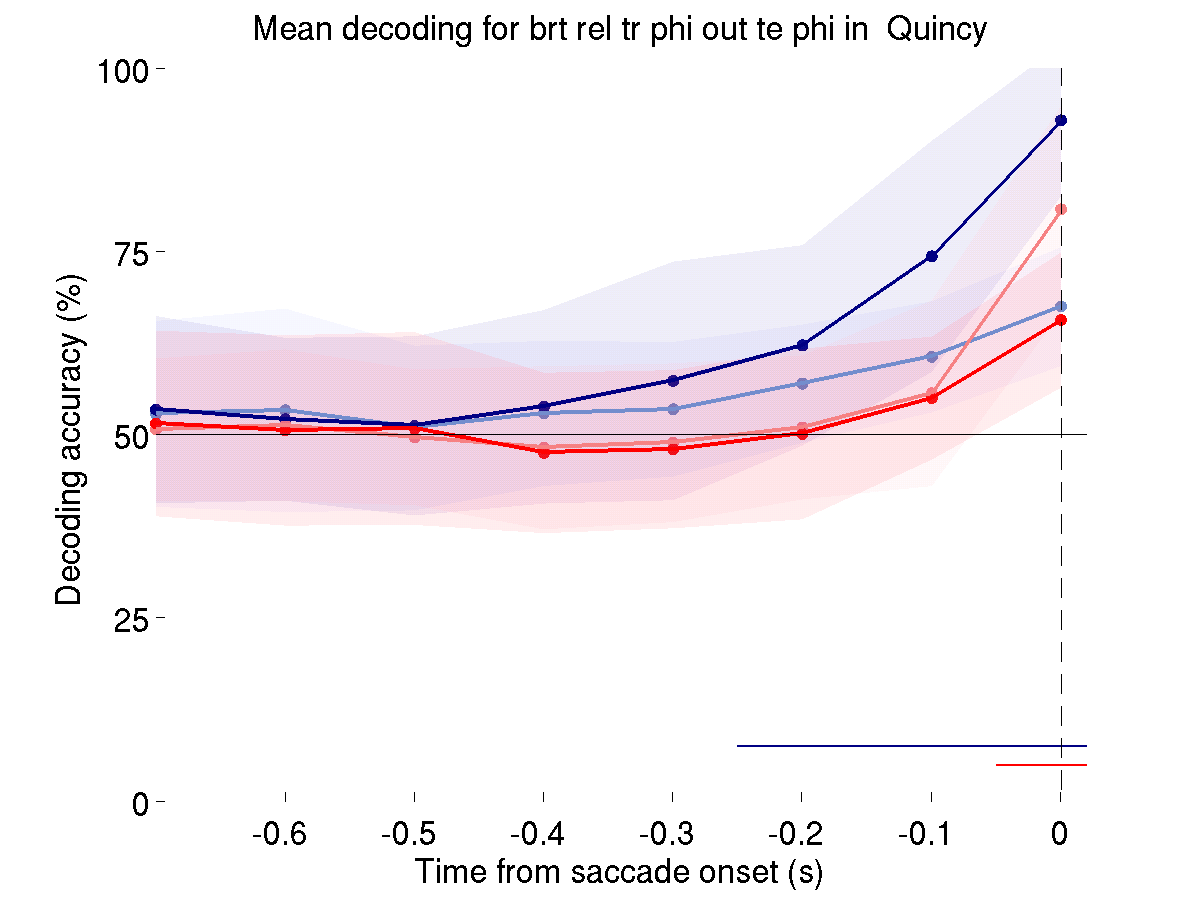 Mean decoding for brt rel tr phi out te phi in  Quincy
100
75
50
25
0
Decoding accuracy (%)
-0.6 -0.5 -0.4 -0.3 -0.2 -0.1 0
Time from saccade onset (s)